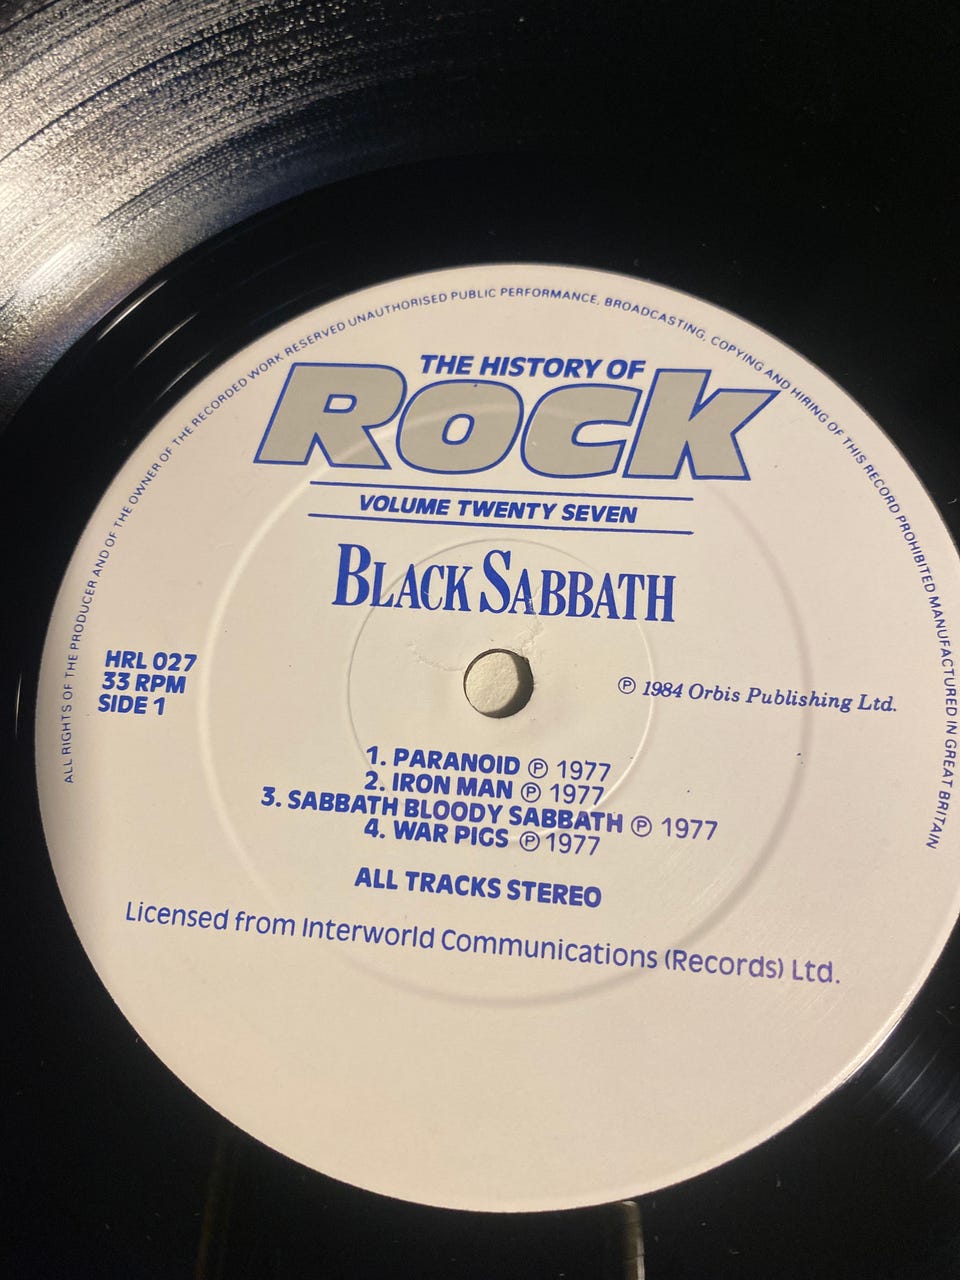 ALL RIGHTS OF THE PRODUCER AND OF THE OWNER OF THE RECORDED WORK RESERVED UNAUTHORISED PUBLIC PERFORMANCE, BROADCASTING, COPYING AND HIRING OF THIS RECORD PROHIBITED MANUFACTURED IN GREAT BRITAIN
THE HISTORY OF
ROCK
VOLUME TWENTY SEVEN
BLACK SABBATH
HRL 027
33 RPM
SIDE 1
℗ 1984 Orbis Publishing Ltd.
1. PARANOID ℗ 1977
2. IRON MAN ℗ 1977
3. SABBATH BLOODY SABBATH ℗ 1977
4. WAR PIGS ℗ 1977
ALL TRACKS STEREO
Licensed from Interworld Communications (Records) Ltd.